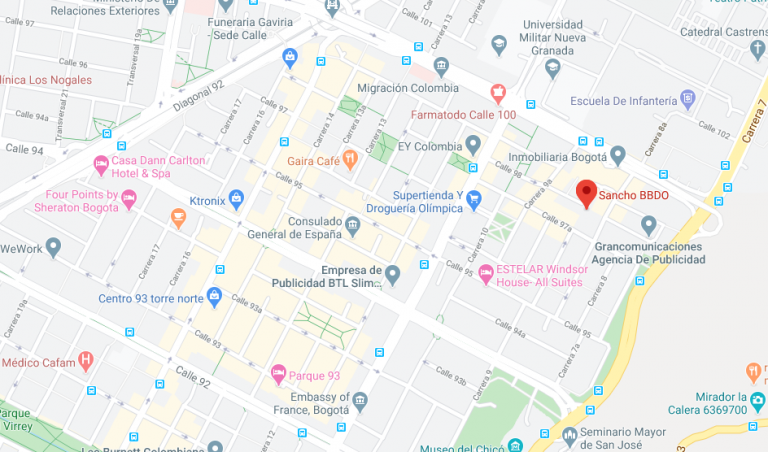 Ministerio de
Relaciones Exteriores
Funeraria Gaviria
- Sede Calle
Calle 101
Carrera 13
Universidad
Militar Nueva
Granada
Catedral Castrens
Calle 97
Transversal 19a
Calle 96
Clínica Los Nogales
Transversal 21
Diagonal 92
Carrera 17
Calle 97
Carrera 16
Carrera 14
Carrera 13a
Carrera 13
Migración Colombia
Farmatodo Calle 100
Escuela De Infantería
Carrera 7
Calle 102
Carrera 8a
Calle 94a
Calle 94
Casa Dann Carlton
Hotel & Spa
Gaira Café
EY Colombia
Inmobiliaria Bogotá
Four Points by
Sheraton Bogota
Ktronix
Calle 95
Supertienda Y
Droguería Olímpica
Carrera 9a
Sancho BBDO
Consulado
General de España
Carrera 10
Calle 97a
Grancomunicaciones
Agencia De Publicidad
WeWork
Carrera 17
Carrera 16
Empresa de
Publicidad BTL Slim...
Calle 95
ESTELAR Windsor
House- All Suites
Carrera 8
Carrera 19a
Centro 93 torre norte
Calle 93a
Calle 94a
Calle 95
Carrera 19
Calle 93
Carrera 7a
Médico Cafam
Calle 92
Parque 93
Calle 93b
Carrera 9
Embassy of
France, Bogotá
Mirador la
Calera 6369700
Parque
Virrey
Leo Burnett Colombiana
Museo del Chicó
Seminario Mayor
de San José